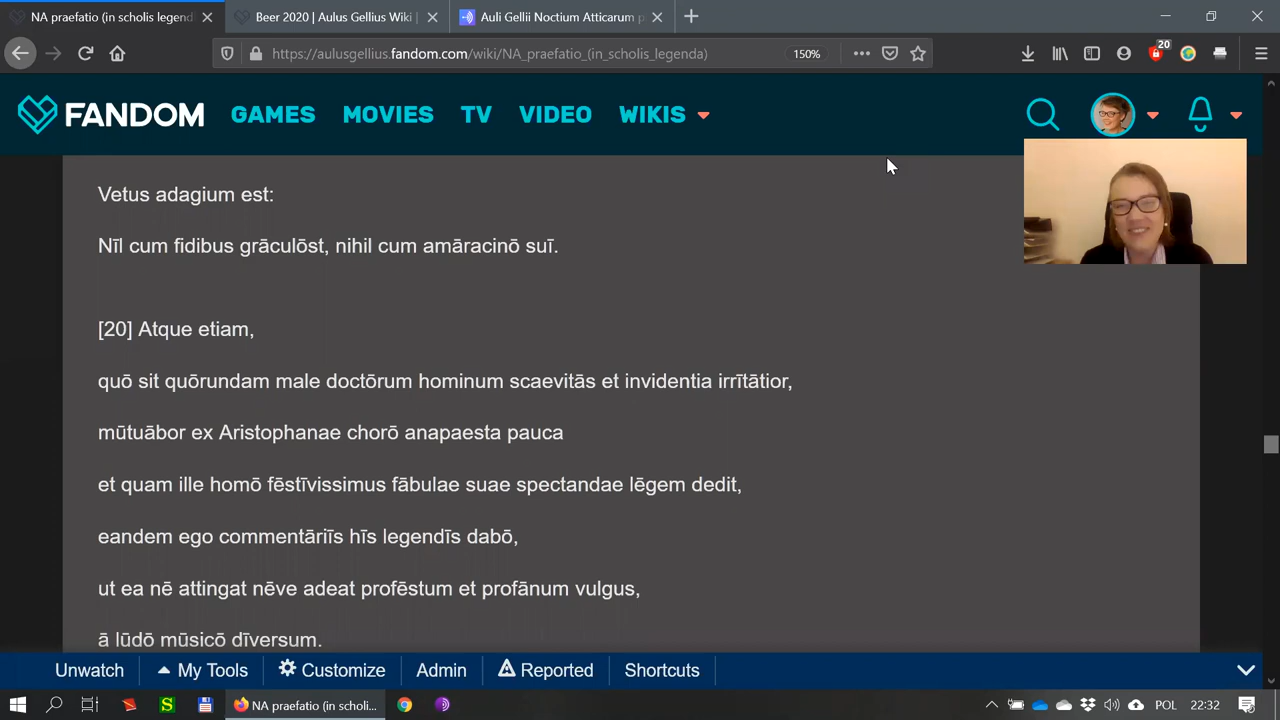 NA praefatio (in scholis legend
Beer 2020 | Aulus Gellius Wiki |
Auli Gellii Noctium Atticarum p
https://aulusgellius.fandom.com/wiki/NA_praefatio_(in_scholis_legenda)
150%
20
FANDOM
GAMES
MOVIES
TV
VIDEO
WIKIS
Vetus adagium est:
Nīl cum fidibus grāculōst, nihil cum amāracinō suī.
[20] Atque etiam,
quō sit quōrundam male doctōrum hominum scaevitās et invidentia irrītātior,
mūtuābor ex Aristophanae chorō anapaesta pauca
et quam ille homō fēstīvissimus fābulae suae spectandae lēgem dedit,
eandem ego commentāriīs hīs legendīs dabō,
ut ea nē attingat nēve adeat profēstum et profānum vulgus,
ā lūdō mūsicō dīversum.
Unwatch
My Tools
Customize
Admin
Reported
Shortcuts
NA praefatio (in scholi...
POL
22:32